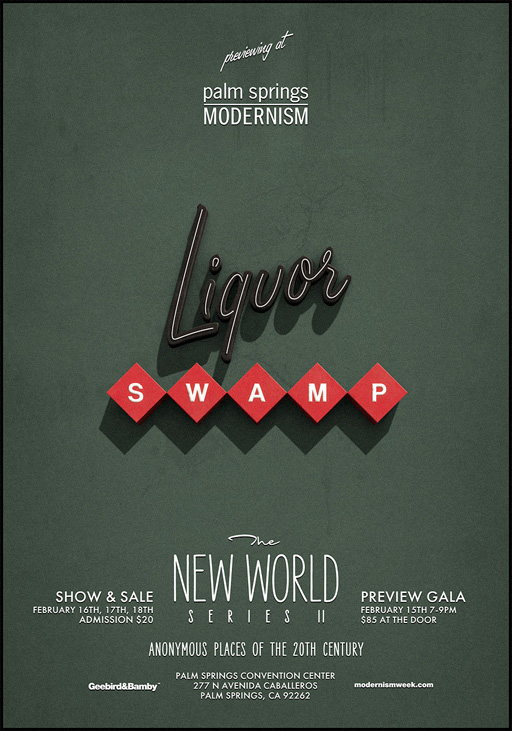 previewing at
palm springs
MODERNISM
Liquor
SWAMP
The
NEW WORLD
SERIES II
SHOW & SALE
FEBRUARY 16TH, 17TH, 18TH
ADMISSION $20
PREVIEW GALA
FEBRUARY 15TH 7-9PM
$85 AT THE DOOR
ANONYMOUS PLACES OF THE 20TH CENTURY
Geebird&Bamby™
PALM SPRINGS CONVENTION CENTER
277 N AVENIDA CABALLEROS
PALM SPRINGS, CA 92262
modernismweek.com